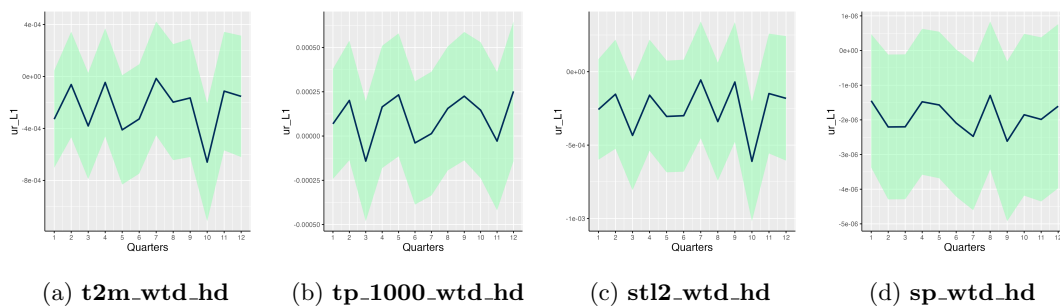 ur_L1
4e-04
0e+00
-4e-04
-8e-04
1 2 3 4 5 6 7 8 9 10 11 12
Quarters
(a) t2m_wtd_hd
ur_L1
0.00050
0.00025
0.00000
-0.00025
-0.00050
1 2 3 4 5 6 7 8 9 10 11 12
Quarters
(b) tp_1000_wtd_hd
ur_L1
0e+00
-5e-04
-1e-03
1 2 3 4 5 6 7 8 9 10 11 12
Quarters
(c) stl2_wtd_hd
ur_L1
1e-06
0e+00
-1e-06
-2e-06
-3e-06
-4e-06
-5e-06
1 2 3 4 5 6 7 8 9 10 11 12
Quarters
(d) sp_wtd_hd